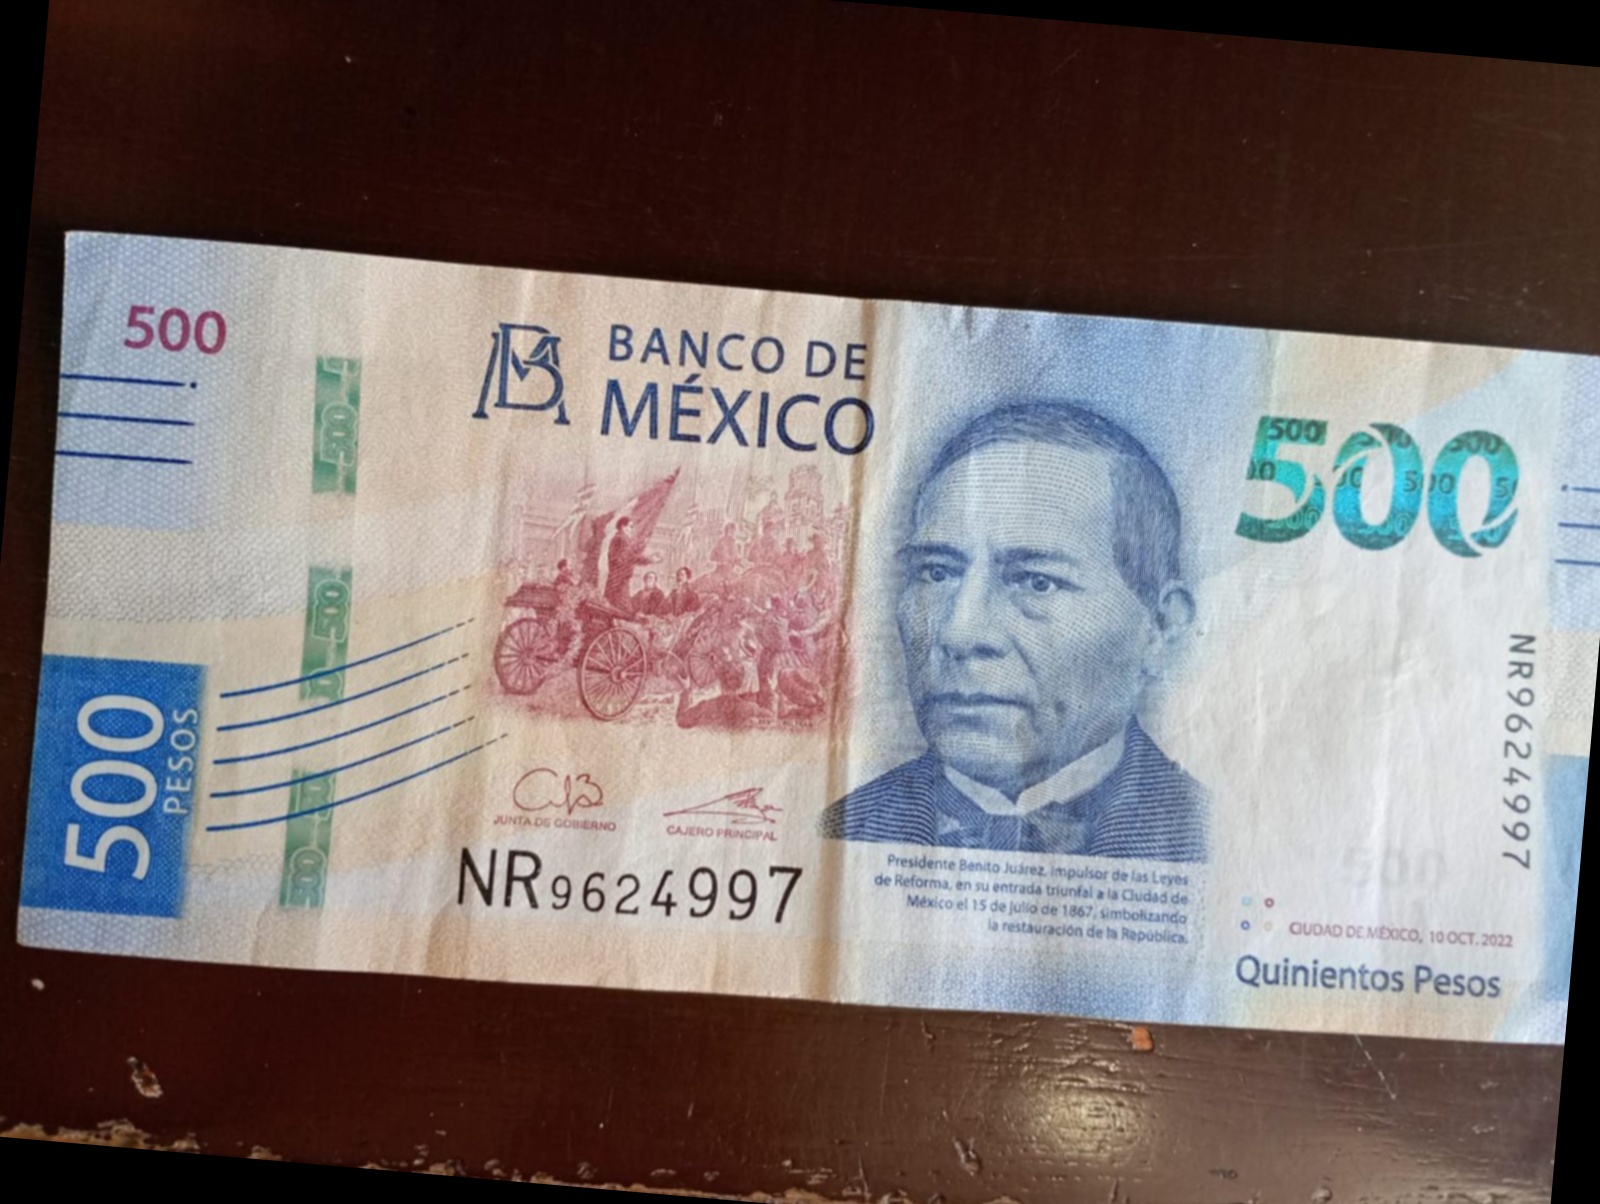 500
BANCO DE
MÉXICO
500
500
PESOS
JUNTA DE GOBIERNO
CAJERO PRINCIPAL
NR9624997
Presidente Benito Juárez, impulsor de las Leyes
de Reforma, en su entrada triunfal a la Ciudad de
México el 15 de julio de 1867, simbolizando
la restauración de la República.
NR9624997
CIUDAD DE MÉXICO, 10 OCT. 2022
Quinientos Pesos